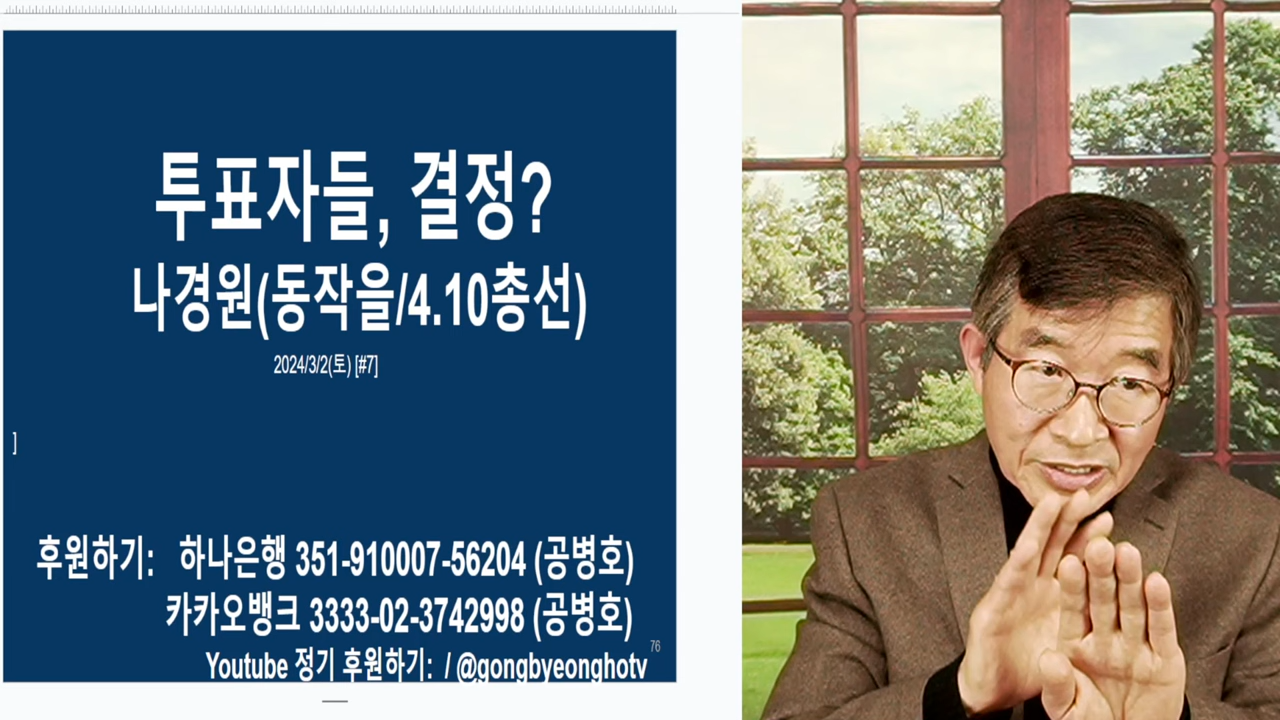 투표자들, 결정?
나경원(동작을/4.10총선)
2024/3/2(토) [#7]
]
후원하기: 하나은행 351-910007-56204 (공병호)
카카오뱅크 3333-02-3742998 (공병호)
76
Youtube 정기 후원하기: / @gongbyeonghotv